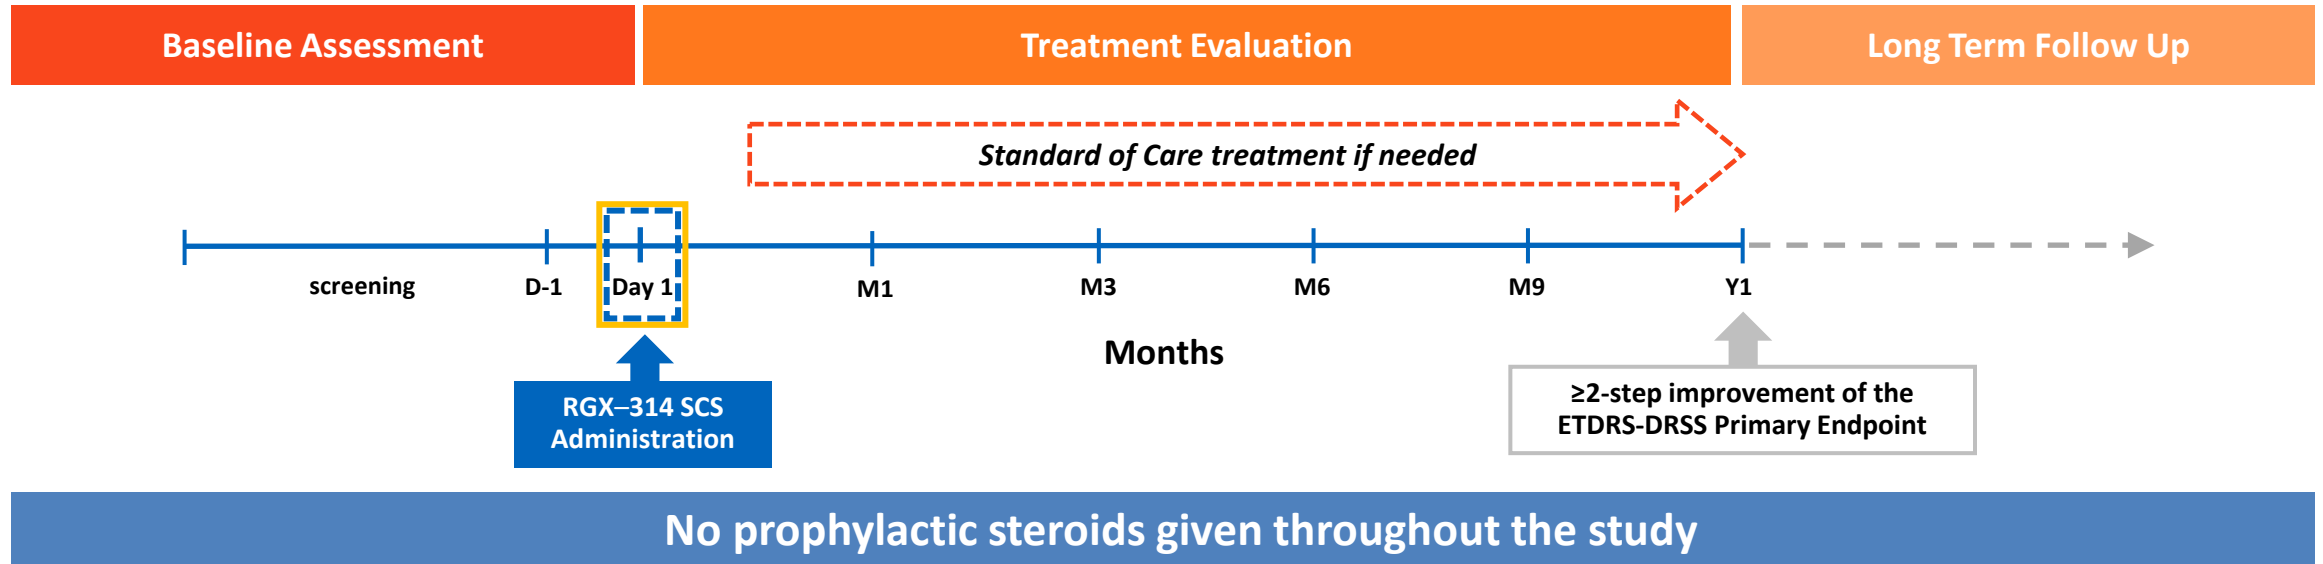 Baseline Assessment
Treatment Evaluation
Long Term Follow Up
Standard of Care treatment if needed
screening
D-1
Day 1
M1
M3
M6
M9
Y1
Months
RGX–314 SCS
Administration
≥2-step improvement of the
ETDRS-DRSS Primary Endpoint
No prophylactic steroids given throughout the study